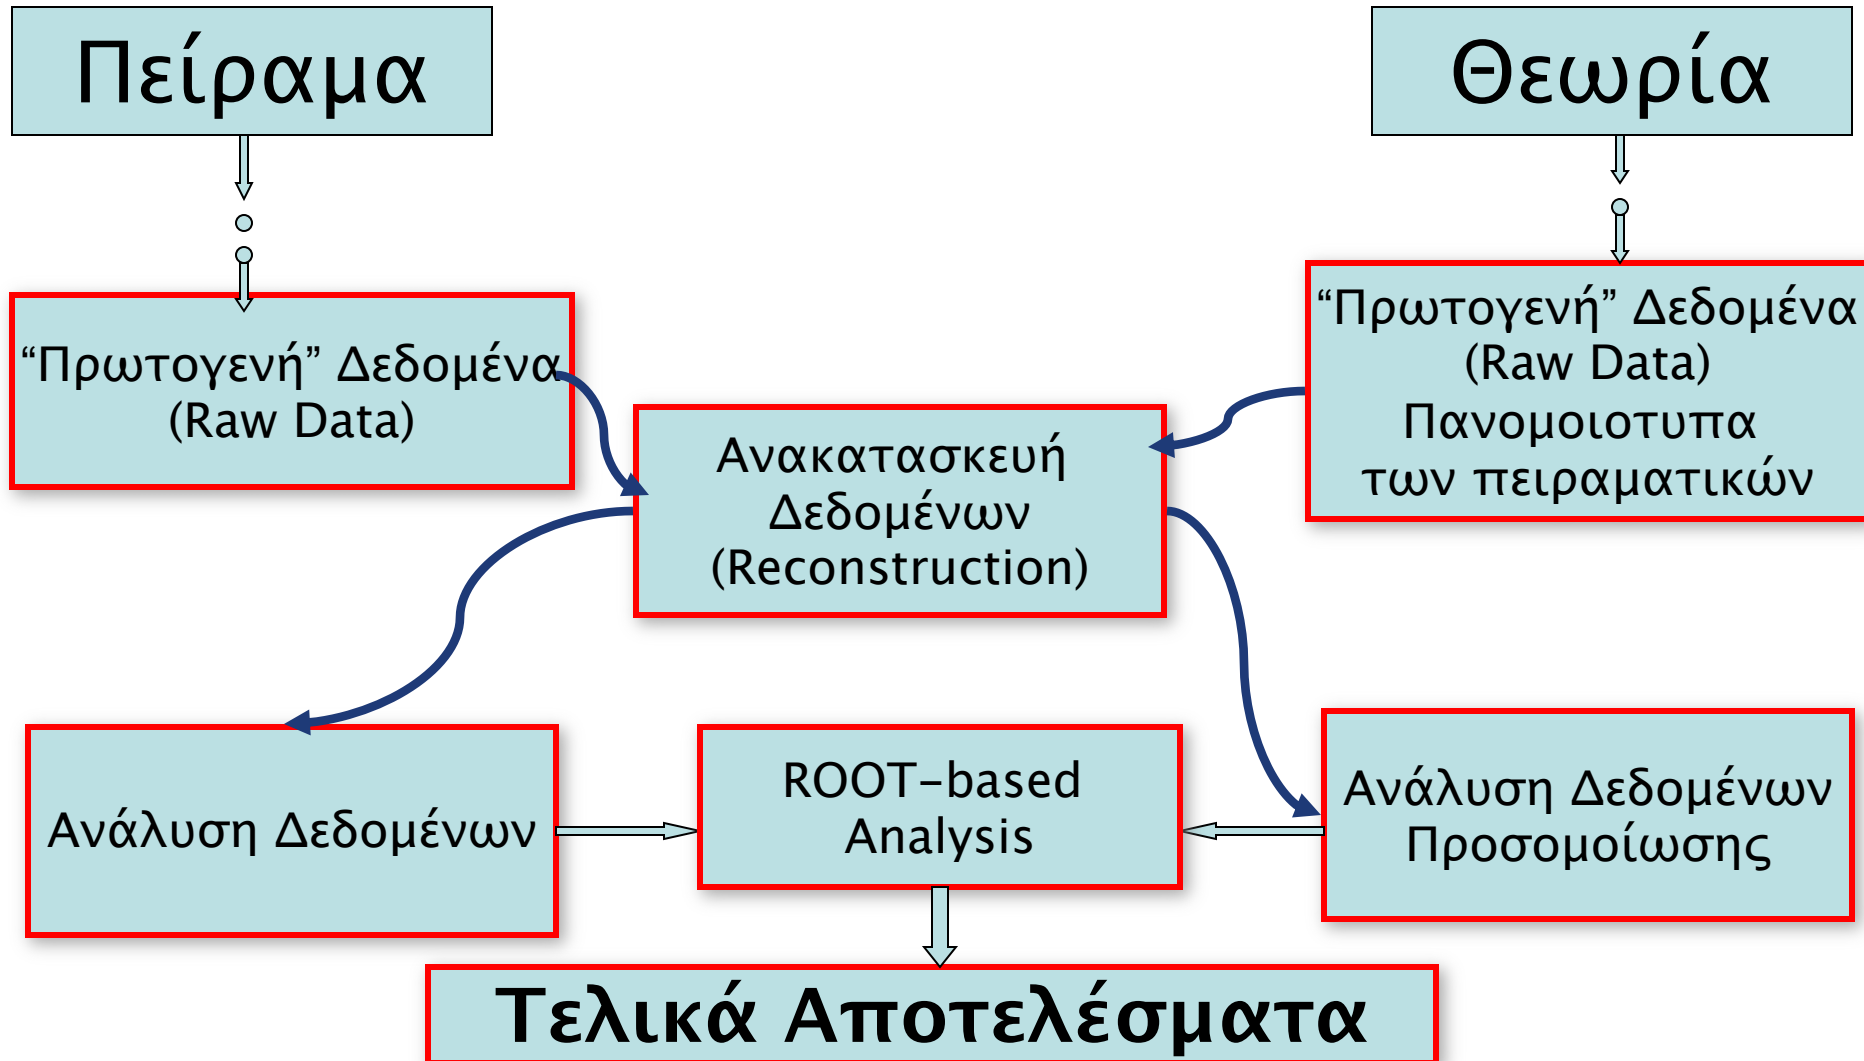 Πείραμα
Θεωρία
“Πρωτογενή” Δεδομένα
(Raw Data)
“Πρωτογενή” Δεδομένα
(Raw Data)
Πανομοιοτυπα
των πειραματικών
Ανακατασκευή
Δεδομένων
(Reconstruction)
Ανάλυση Δεδομένων
ROOT-based
Analysis
Ανάλυση Δεδομένων
Προσομοίωσης
Τελικά Αποτελέσματα